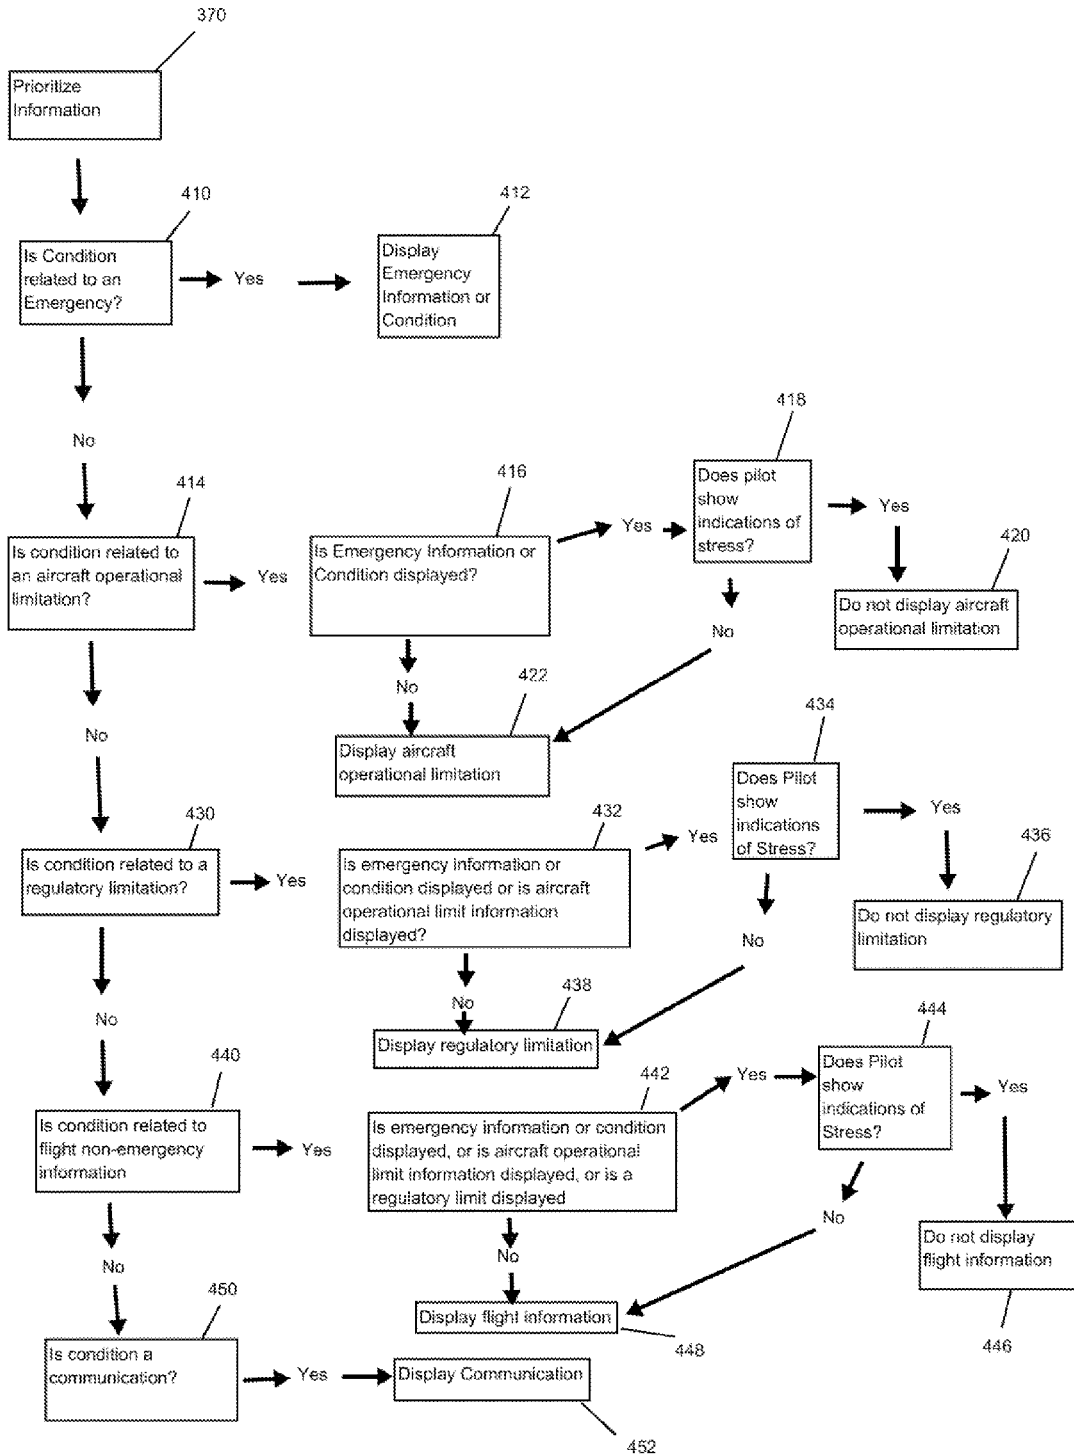 370
Prioritize
Information
410
412
Is Condition
related to an
Emergency?
Yes
Display
Emergency
Information or
Condition
No
414
416
418
Is condition related to
an aircraft operational
limitation?
Yes
Is Emergency Information or
Condition displayed?
Yes
Does pilot
show
indications of
stress?
Yes
420
Do not display aircraft
operational limitation
No
No
422
Display aircraft
operational limitation
No
430
432
434
Is condition related to a
regulatory limitation?
Yes
Is emergency information or
condition displayed or is aircraft
operational limit information
displayed?
Yes
Does Pilot
show
indications
of Stress?
Yes
436
Do not display regulatory
limitation
No
No
438
Display regulatory limitation
No
440
442
444
Is condition related to
flight non-emergency
information
Yes
Is emergency information or condition
displayed, or is aircraft operational
limit information displayed, or is a
regulatory limit displayed
Yes
Does Pilot
show
indications of
Stress?
Yes
Do not display
flight information
446
No
No
Display flight information
448
No
450
Is condition a
communication?
Yes
Display Communication
452